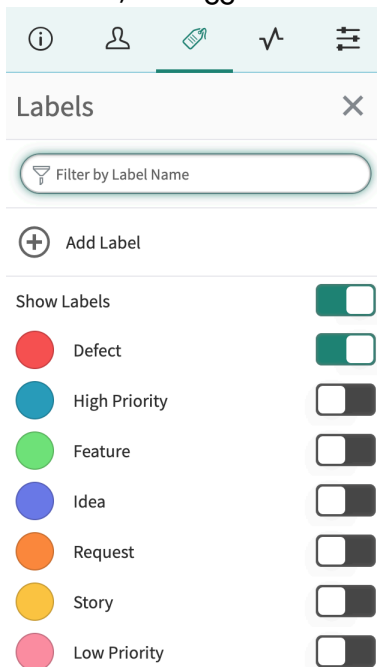 Labels
Filter by Label Name
Add Label
Show Labels
Defect
High Priority
Feature
Idea
Request
Story
Low Priority